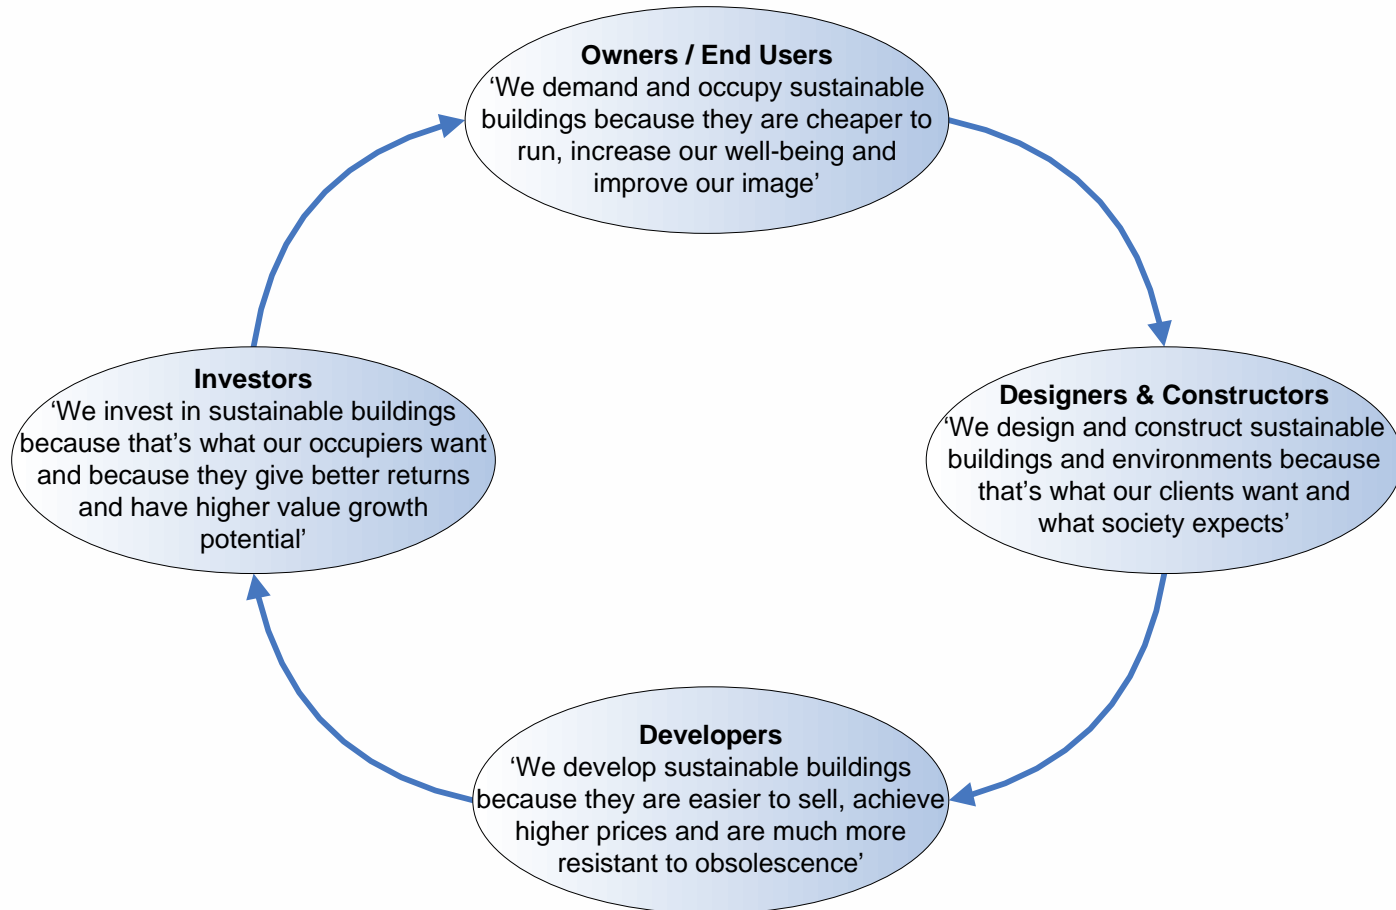 Owners / End Users
‘We demand and occupy sustainable
buildings because they are cheaper to
run, increase our well-being and
improve our image’
Designers & Constructors
‘We design and construct sustainable
buildings and environments because
that’s what our clients want and
what society expects’
Developers
‘We develop sustainable buildings
because they are easier to sell, achieve
higher prices and are much more
resistant to obsolescence’
Investors
‘We invest in sustainable buildings
because that’s what our occupiers want
and because they give better returns
and have higher value growth
potential’